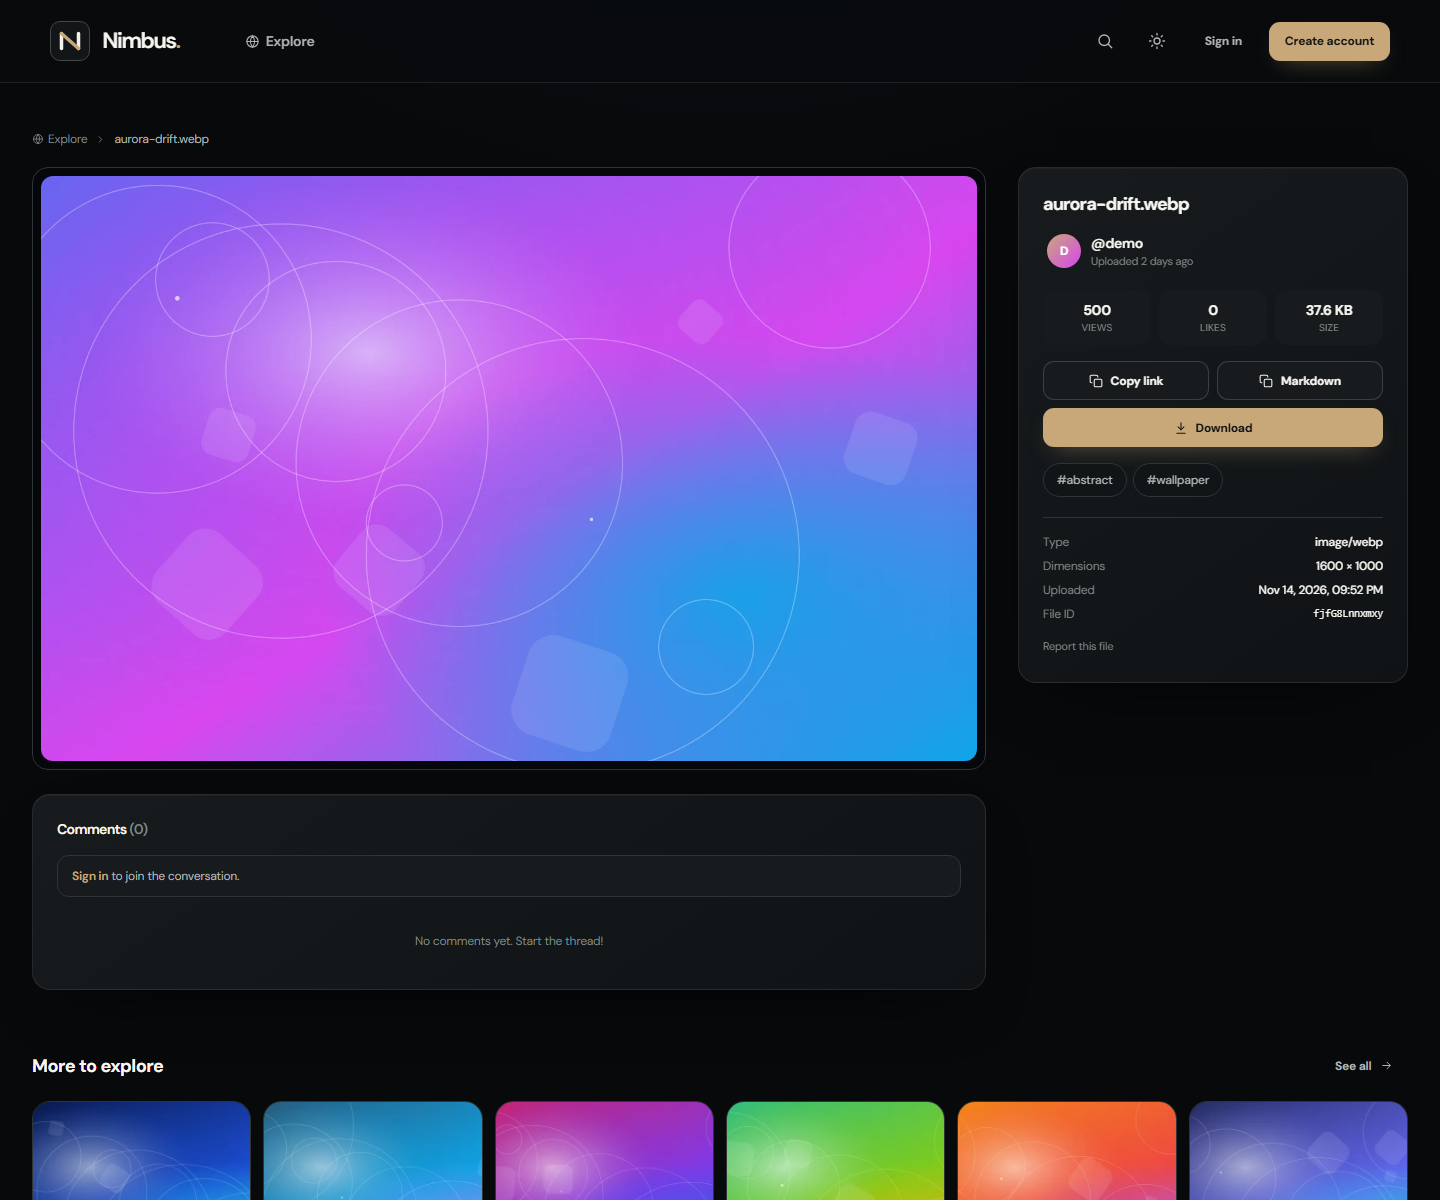 Nimbus.
Explore
Sign in
Create account
Explore > aurora-drift.webp
aurora-drift.webp
D
@demo
Uploaded 2 days ago
500
VIEWS
0
LIKES
37.6 KB
SIZE
Copy link
Markdown
Download
#abstract
#wallpaper
Type image/webp
Dimensions 1600 × 1000
Uploaded Nov 14, 2026, 09:52 PM
File ID fjfG8Lnnxmxy
Report this file
Comments (0)
Sign in to join the conversation.
No comments yet. Start the thread!
More to explore
See all